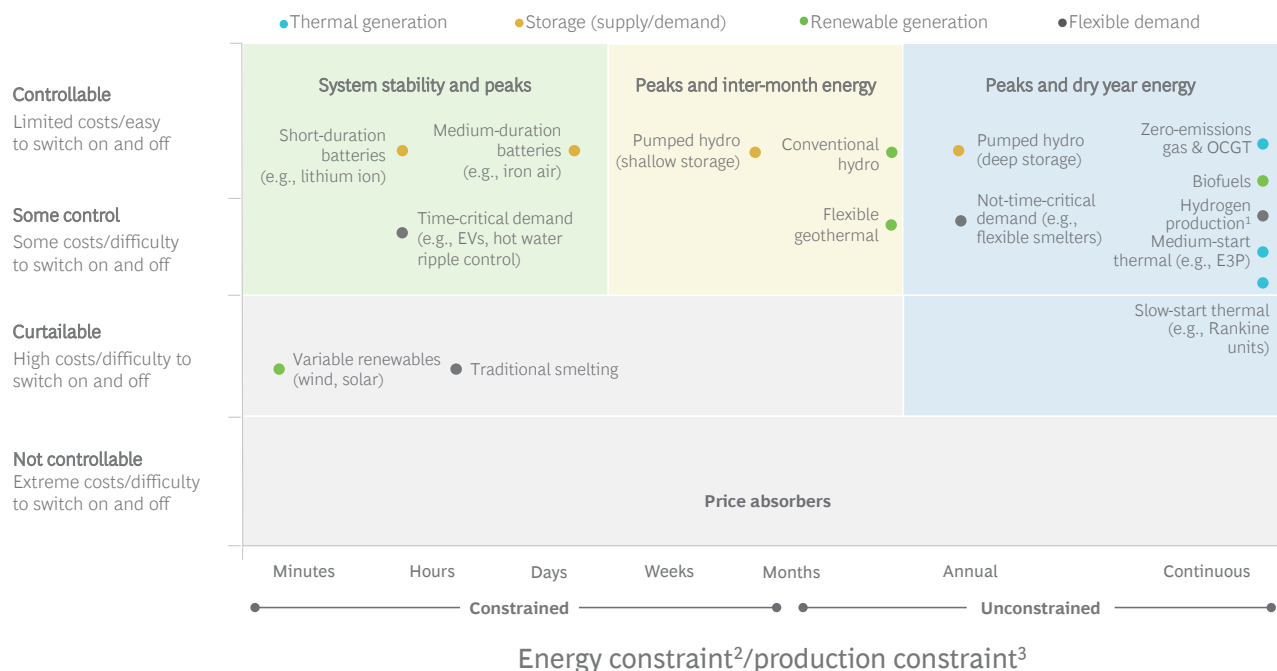 Thermal generation
Storage (supply/demand)
Renewable generation
Flexible demand
Controllable
Limited costs/easy
to switch on and off
Some control
Some costs/difficulty
to switch on and off
Curtailable
High costs/difficulty to
switch on and off
Not controllable
Extreme costs/difficulty
to switch on and off
System stability and peaks
Short-duration
batteries
(e.g., lithium ion)
Medium-duration
batteries
(e.g., iron air)
Time-critical demand
(e.g., EVs, hot water
ripple control)
Peaks and inter-month energy
Pumped hydro
(shallow storage)
Conventional
hydro
Flexible
geothermal
Peaks and dry year energy
Pumped hydro
(deep storage)
Not-time-critical
demand (e.g.,
flexible smelters)
Zero-emissions
gas & OCGT
Biofuels
Hydrogen
production¹
Medium-start
thermal (e.g., E3P)
Slow-start thermal
(e.g., Rankine
units)
Variable renewables
(wind, solar)
Traditional smelting
Price absorbers
Minutes
Hours
Days
Weeks
Months
Annual
Continuous
Constrained
Unconstrained
Energy constraint²/production constraint³